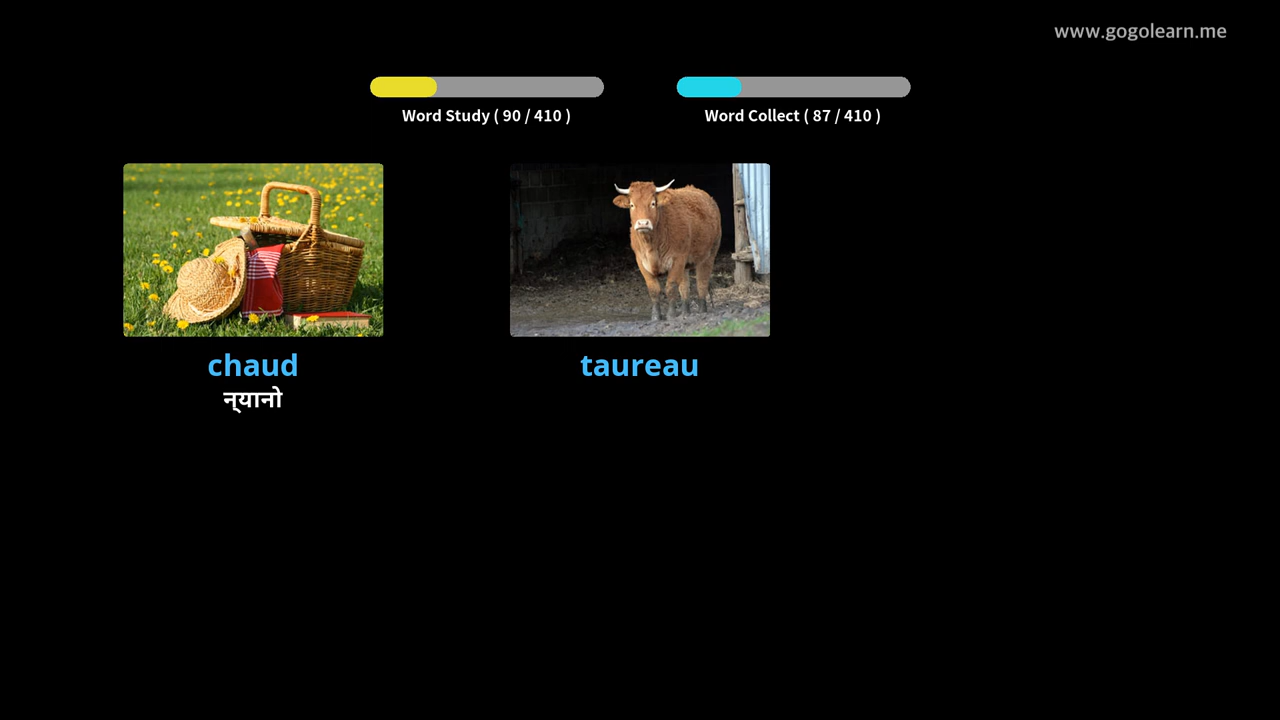 www.gogolearn.me
Word Study ( 90 / 410 )
Word Collect ( 87 / 410 )
chaud
taureau
न्‌यानो